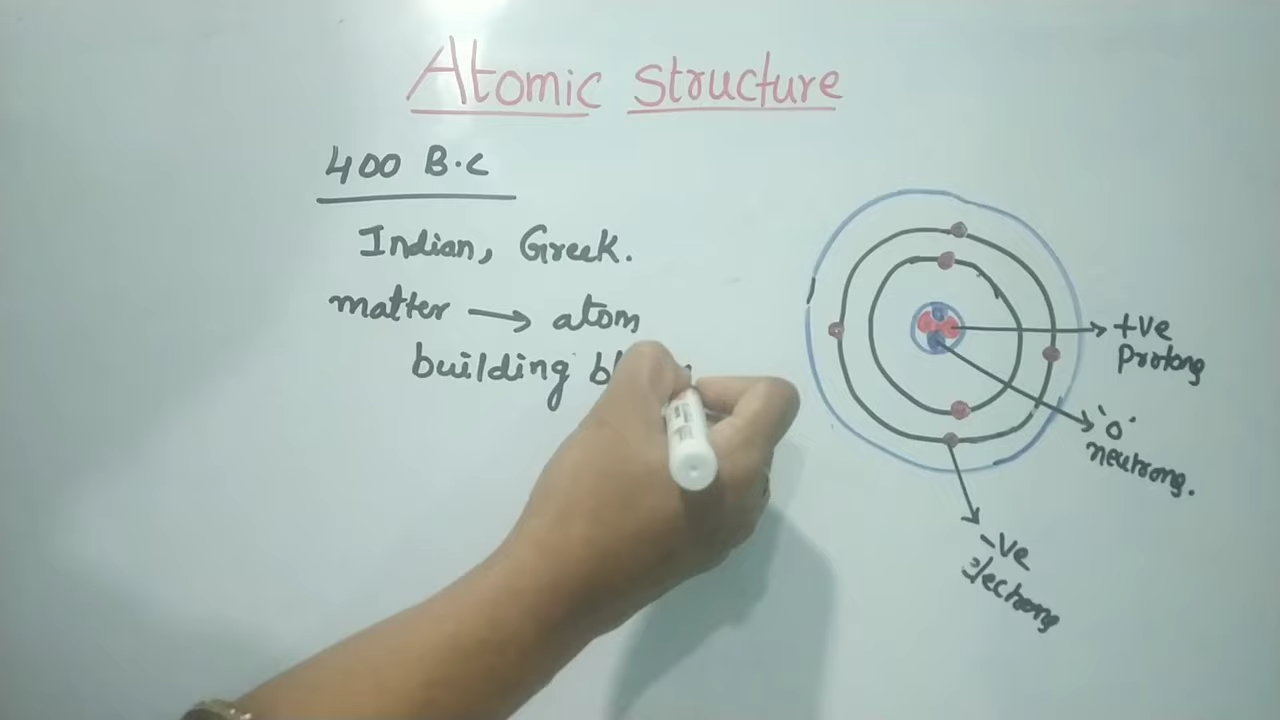 Atomic Structure
400 B.C
Indian, Greek.
matter → atom
building
+ve
protons
'0'
neutrons.
-ve
electrons